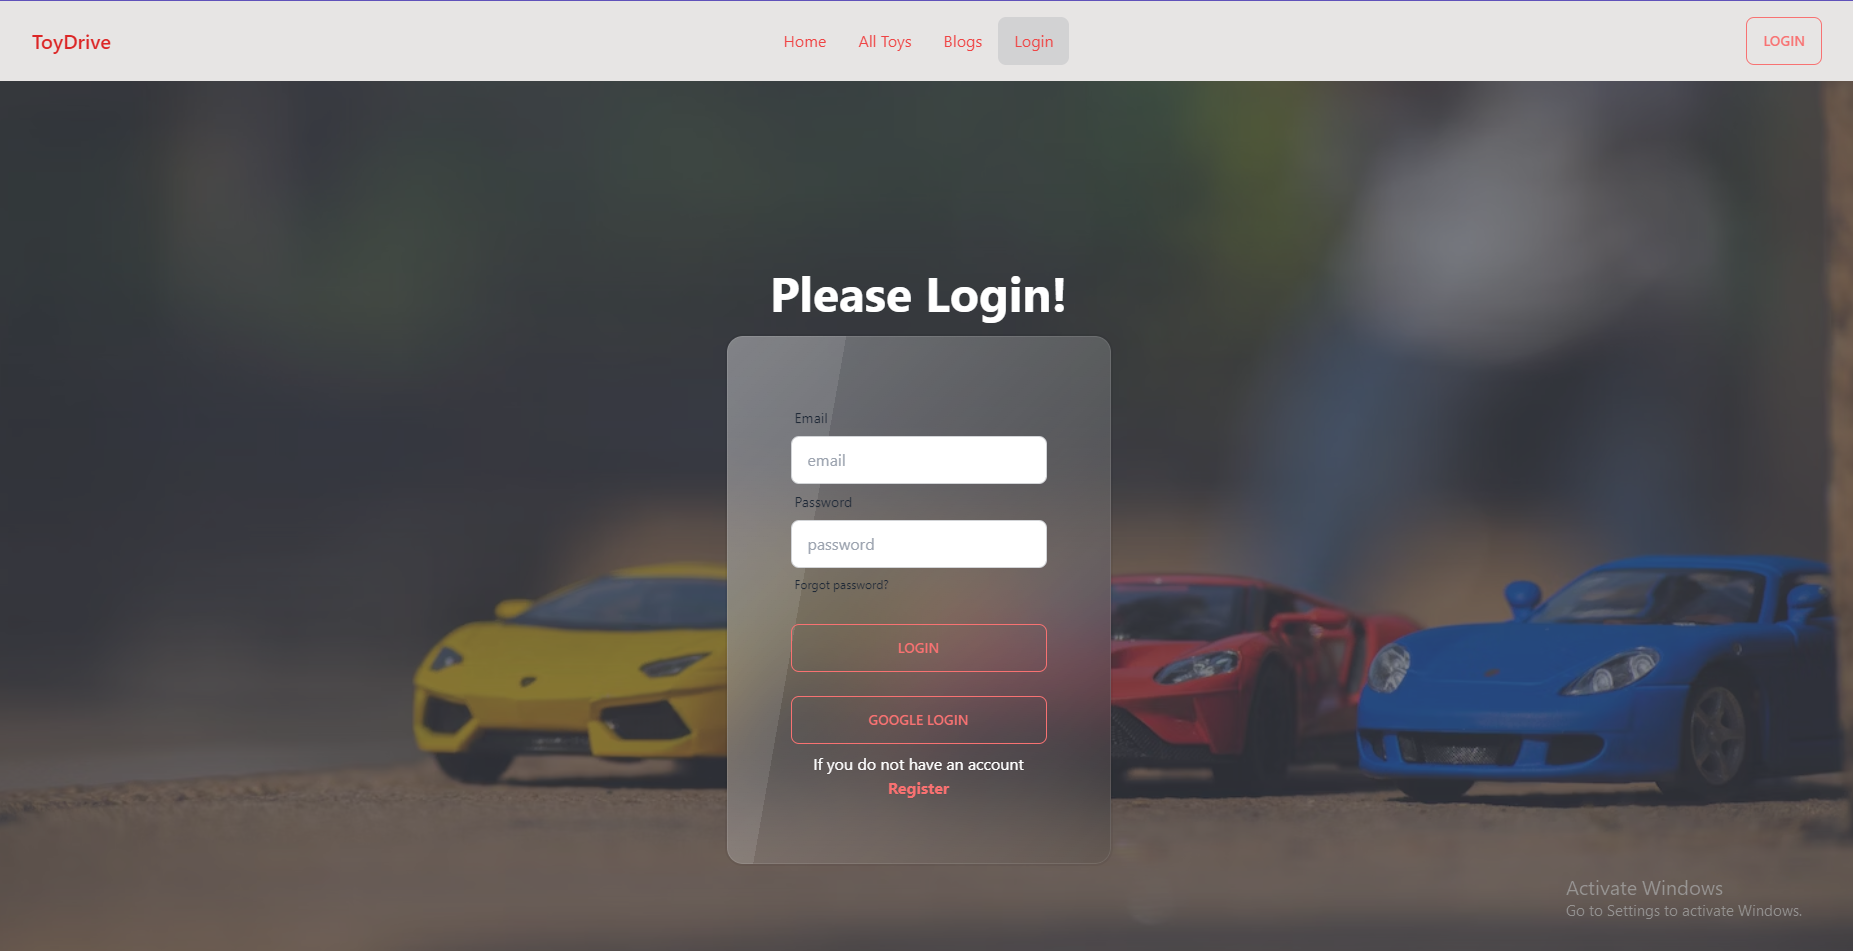 ToyDrive
Home
All Toys
Blogs
Login
LOGIN
Please Login!
Email
email
Password
password
Forgot password?
LOGIN
GOOGLE LOGIN
If you do not have an account
Register
Activate Windows
Go to Settings to activate Windows.